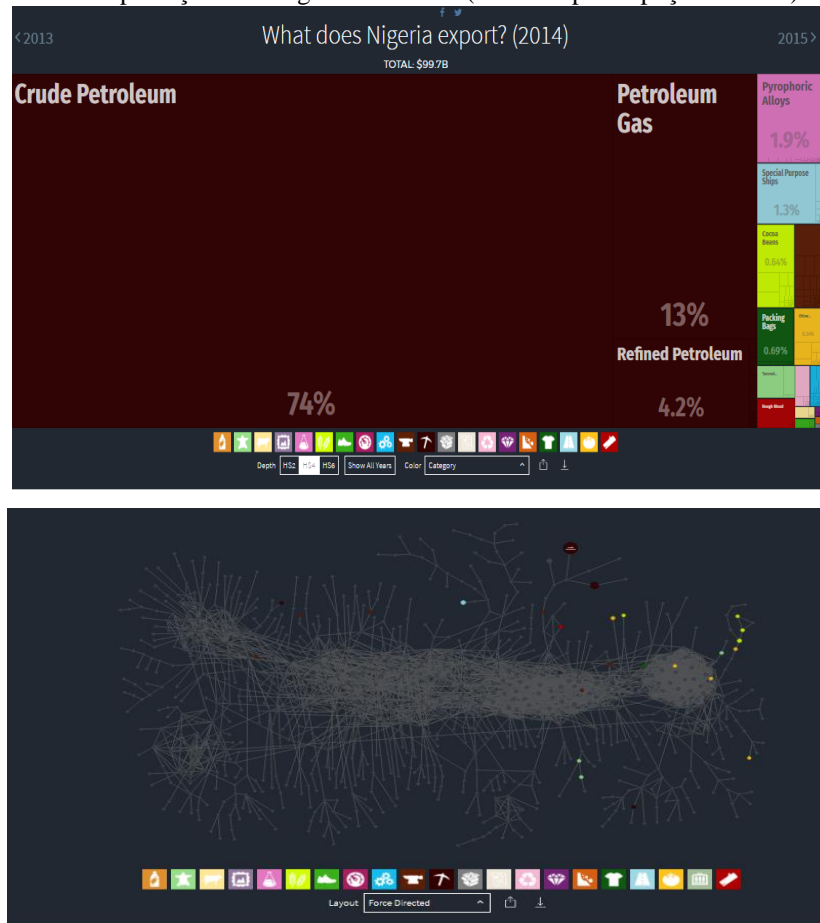 <2013
What does Nigeria export? (2014)
2015>
TOTAL: $99.7B
Crude Petroleum
74%
Petroleum
Gas
13%
Refined Petroleum
4.2%
Pyrophoric
Alloys
1.9%
Special Purpose
Ships
1.3%
Cocoa
Beans
0.64%
Packing
Bags
0.69%
Rough Wood
Depth HS2 HS4 HS6 Show All Years Color Category
Layout Force Directed